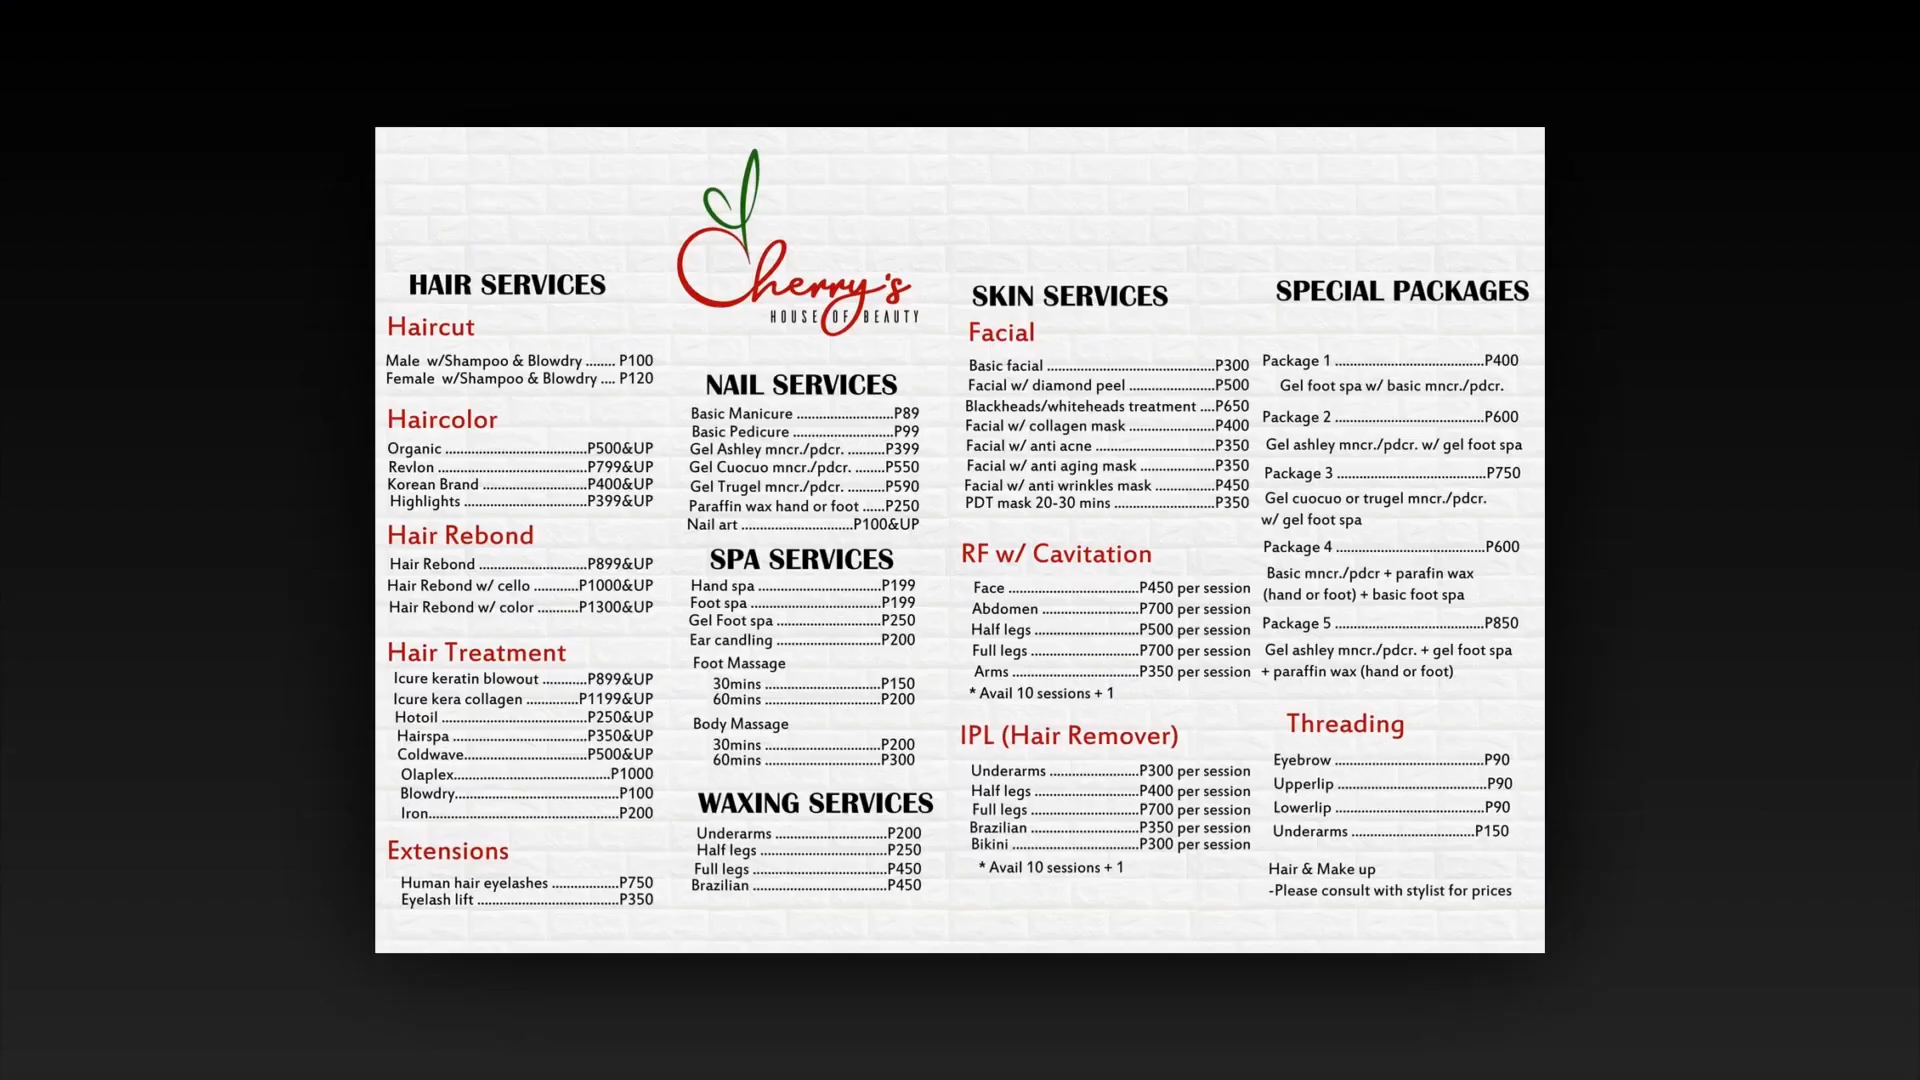 Cherry's
HOUSE OF BEAUTY
HAIR SERVICES
Haircut
Male w/Shampoo & Blowdry ........ P100
Female w/Shampoo & Blowdry .... P120
Haircolor
Organic ...................................P500&UP
Revlon .....................................P799&UP
Korean Brand ..........................P400&UP
Highlights ...............................P399&UP
Hair Rebond
Hair Rebond ...........................P899&UP
Hair Rebond w/ cello ...........P1000&UP
Hair Rebond w/ color ..........P1300&UP
Hair Treatment
Icure keratin blowout ...........P899&UP
Icure kera collagen .............P1199&UP
Hotoil ....................................P250&UP
Hairspa .................................P350&UP
Coldwave..............................P500&UP
Olaplex......................................P1000
Blowdry........................................P100
Iron..............................................P200
Extensions
Human hair eyelashes .................P750
Eyelash lift ...................................P350
NAIL SERVICES
Basic Manicure ........................P89
Basic Pedicure .........................P99
Gel Ashley mncr./pdcr. .........P399
Gel Cuocuo mncr./pdcr. .......P550
Gel Trugel mncr./pdcr. .........P590
Paraffin wax hand or foot ......P250
Nail art ...........................P100&UP
SPA SERVICES
Hand spa ..............................P199
Foot spa ................................P199
Gel Foot spa .........................P250
Ear candling ..........................P200
Foot Massage
30mins ............................P150
60mins ............................P200
Body Massage
30mins ............................P200
60mins ............................P300
WAXING SERVICES
Underarms ...........................P200
Half legs ...............................P250
Full legs .................................P450
Brazilian ................................P450
SKIN SERVICES
Facial
Basic facial .........................................P300
Facial w/ diamond peel .....................P500
Blackheads/whiteheads treatment ....P650
Facial w/ collagen mask .....................P400
Facial w/ anti acne .............................P350
Facial w/ anti aging mask ..................P350
Facial w/ anti wrinkles mask ..............P450
PDT mask 20-30 mins ........................P350
RF w/ Cavitation
Face ...............................P450 per session
Abdomen .......................P700 per session
Half legs .........................P500 per session
Full legs ..........................P700 per session
Arms ..............................P350 per session
* Avail 10 sessions + 1
IPL (Hair Remover)
Underarms .....................P300 per session
Half legs .........................P400 per session
Full legs ..........................P700 per session
Brazilian .........................P350 per session
Bikini ..............................P300 per session
* Avail 10 sessions + 1
SPECIAL PACKAGES
Package 1 ....................................P400
Gel foot spa w/ basic mncr./pdcr.
Package 2 ....................................P600
Gel ashley mncr./pdcr. w/ gel foot spa
Package 3 ....................................P750
Gel cuocuo or trugel mncr./pdcr.
w/ gel foot spa
Package 4 ....................................P600
Basic mncr./pdcr + parafin wax
(hand or foot) + basic foot spa
Package 5 ....................................P850
Gel ashley mncr./pdcr. + gel foot spa
+ paraffin wax (hand or foot)
Threading
Eyebrow ....................................P90
Upperlip ....................................P90
Lowerlip ....................................P90
Underarms ..............................P150
Hair & Make up
-Please consult with stylist for prices